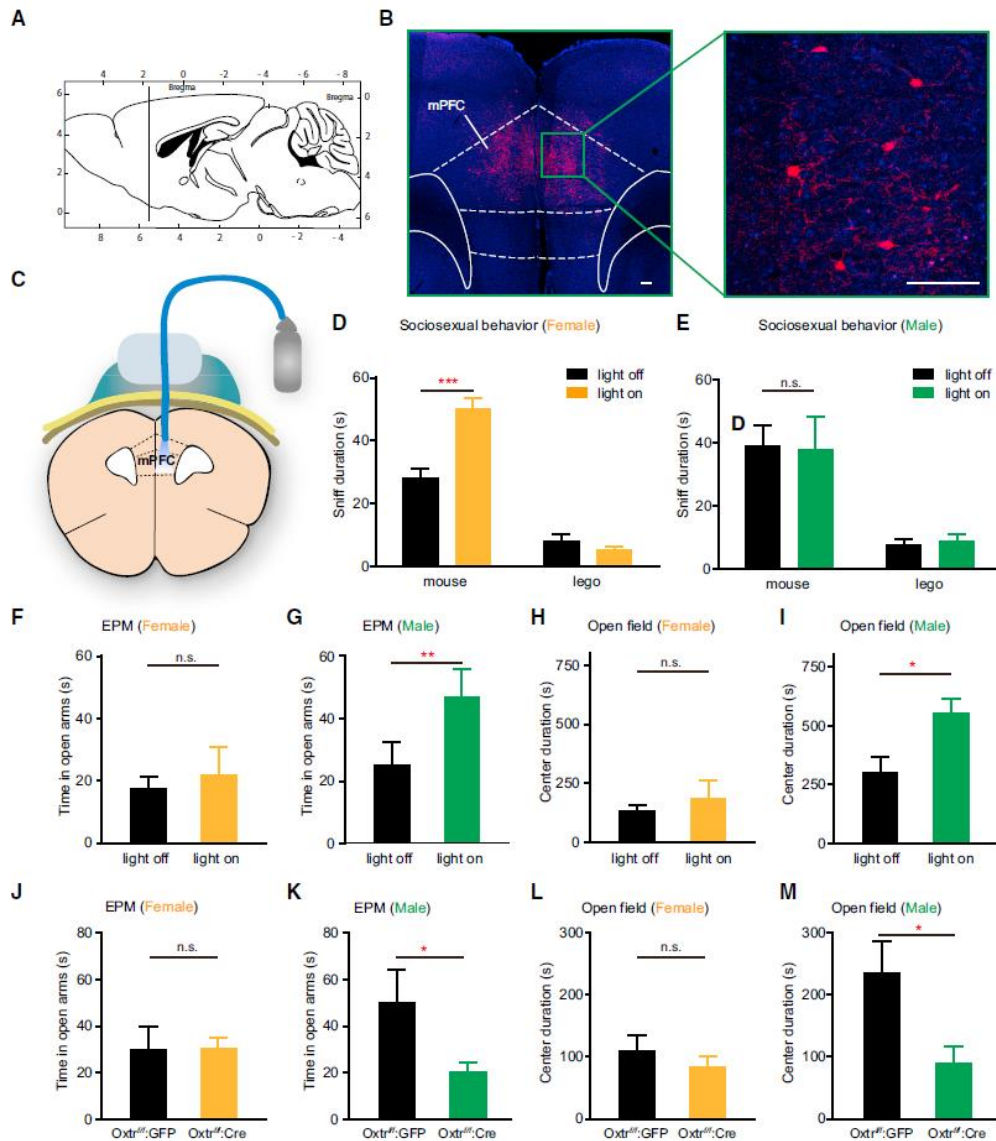 A
B
4 2 0 -2 -4 -6 -8
Bregma
Bregma
6
4
2
0
0
2
4
6
8 6 4 2 0 -2 -4
mPFC
C
mPFC
D
Sociosexual behavior (Female)
Sniff duration (s)
60
40
20
0
***
light off
light on
mouse lego
E
Sociosexual behavior (Male)
Sniff duration (s)
60
40
20
0
n.s.
D
light off
light on
mouse lego
F
EPM (Female)
Time in open arms (s)
60
40
20
0
n.s.
light off light on
G
EPM (Male)
Time in open arms (s)
60
40
20
0
**
light off light on
H
Open field (Female)
Center duration (s)
750
500
250
0
n.s.
light off light on
I
Open field (Male)
Center duration (s)
750
500
250
0
*
light off light on
J
EPM (Female)
Time in open arms (s)
80
60
40
20
0
n.s.
Oxtrf/f:GFP Oxtrf/f:Cre
K
EPM (Male)
Time in open arms (s)
80
60
40
20
0
*
Oxtrf/f:GFP Oxtrf/f:Cre
L
Open field (Female)
Center duration (s)
300
200
100
0
n.s.
Oxtrf/f:GFP Oxtrf/f:Cre
M
Open field (Male)
Center duration (s)
300
200
100
0
*
Oxtrf/f:GFP Oxtrf/f:Cre